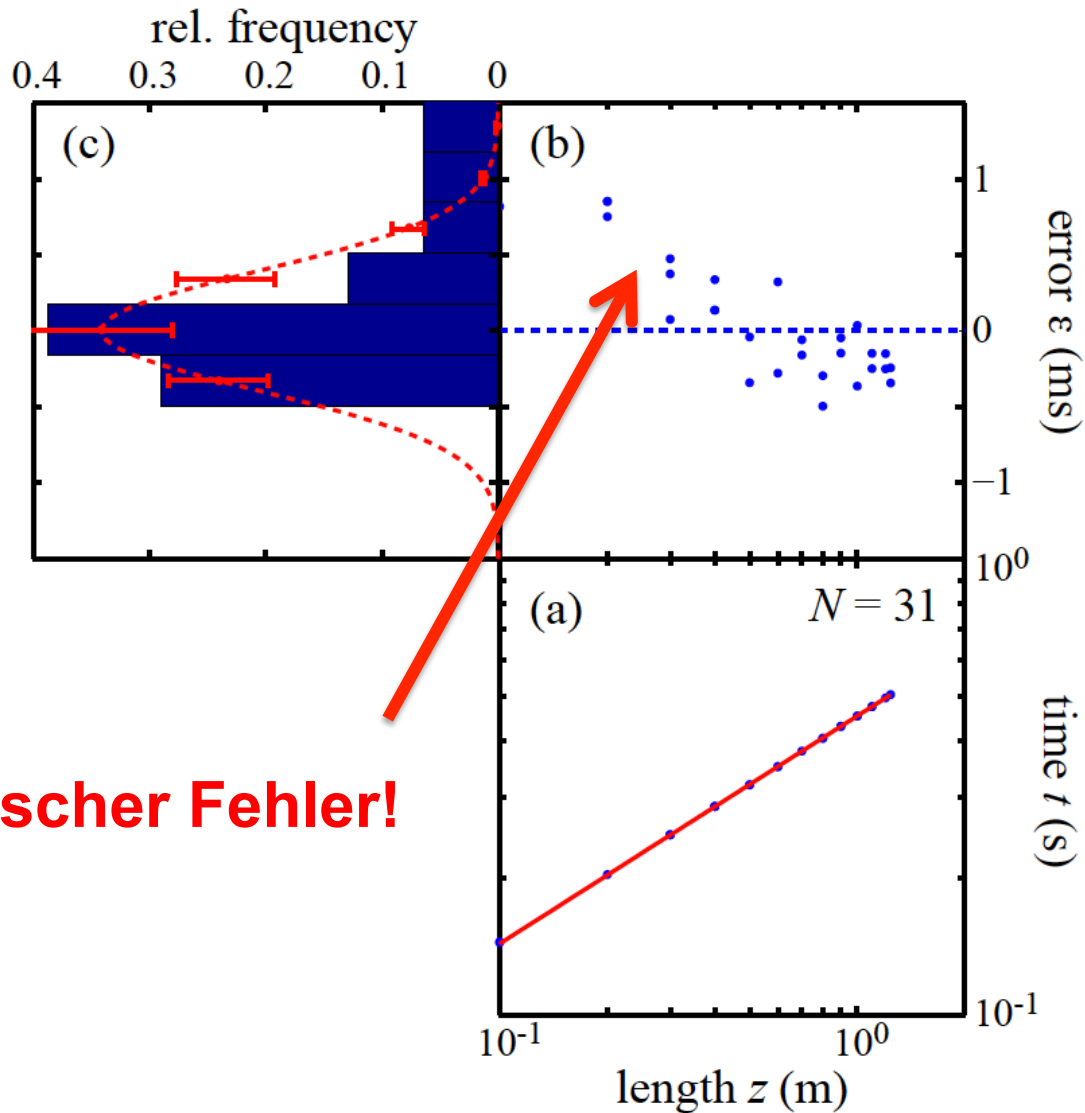 rel. frequency
0.4 0.3 0.2 0.1 0
(c)
(b)
1
0
−1
error ε (ms)
(a)
N = 31
10⁰
10⁻¹
time t (s)
scher Fehler!
10⁻¹ 10⁰
length z (m)